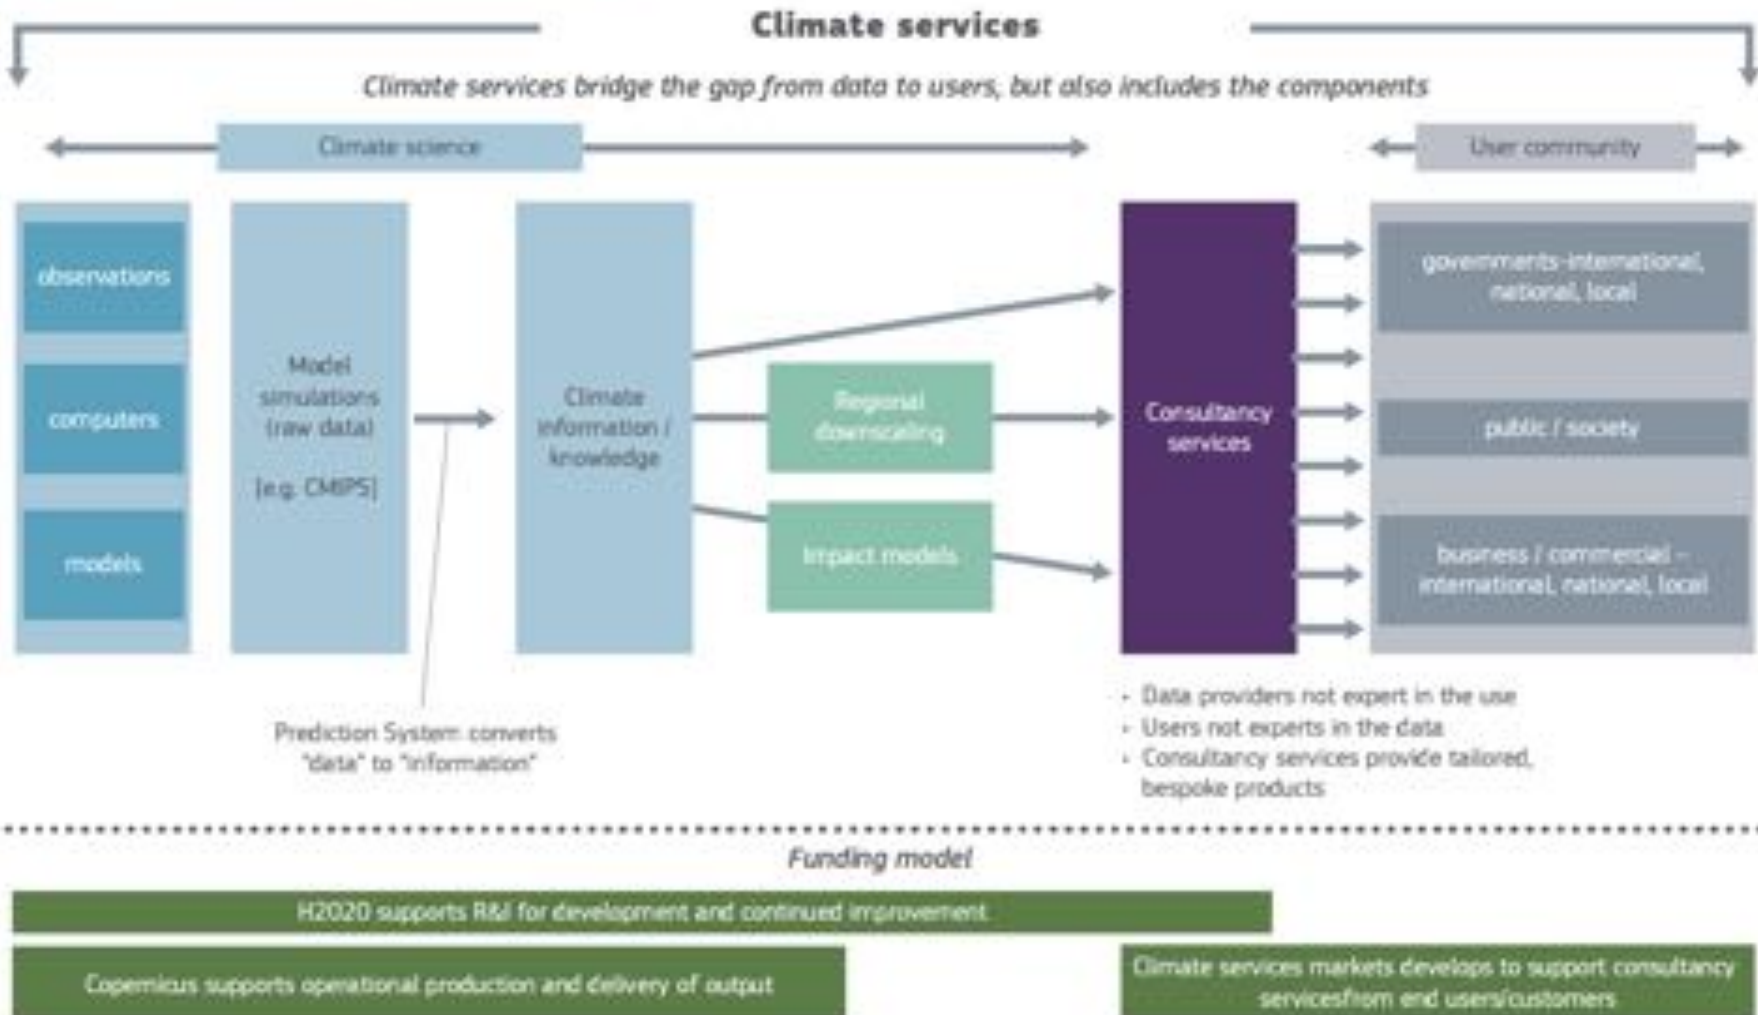 Climate services
Climate services bridge the gap from data to users, but also includes the components
Climate science
User community
observations
computers
models
Model
simulations
(raw data)
[e.g. CMIP5]
Climate
information /
knowledge
Regional
downscaling
Impact models
Consultancy
services
governments-international,
national, local
public / society
business / commercial –
international, national, local
Prediction System converts
"data" to "information"
• Data providers not expert in the use
• Users not experts in the data
• Consultancy services provide tailored,
bespoke products
Funding model
H2020 supports R&I for development and continued improvement
Copernicus supports operational production and delivery of output
Climate services markets develops to support consultancy
servicesfrom end users/customers